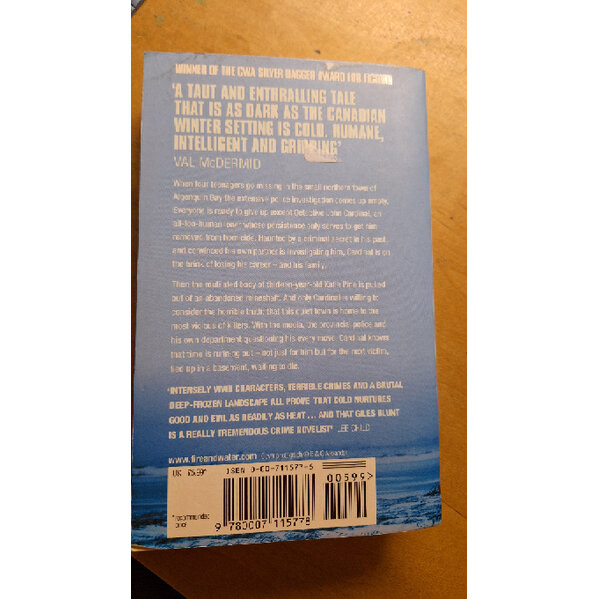 WINNER OF THE CWA SILVER DAGGER AWARD FOR FICTION
'A TAUT AND ENTHRALLING TALE
THAT IS AS DARK AS THE CANADIAN
WINTER SETTING IS COLD. HUMANE,
INTELLIGENT AND GRIPPING'
VAL McDERMID
When four teenagers go missing in the small northern town of
Algonquin Bay the extensive police investigation comes up empty.
Everyone is ready to give up except Detective John Cardinal, an
all-too-human loner whose persistence only serves to get him
removed from homicide. Haunted by a criminal secret in his past,
and convinced his own partner is investigating him, Cardinal is on
the brink of losing his career – and his family.
Then the mutilated body of thirteen-year-old Katie Pine is pulled
out of an abandoned mineshaft. And only Cardinal is willing to
consider the horrible truth: that this quiet town is home to the
most vicious of killers. With the media, the provincial police and
his own department questioning his every move, Cardinal knows
that time is running out – not just for him but for the next victim,
tied up in a basement, waiting to die.
'INTENSELY VIVID CHARACTERS, TERRIBLE CRIMES AND A BRUTAL
DEEP-FROZEN LANDSCAPE ALL PROVE THAT COLD NURTURES
GOOD AND EVIL AS READILY AS HEAT ... AND THAT GILES BLUNT
IS A REALLY TREMENDOUS CRIME NOVELIST' LEE CHILD
www.fireandwater.com Cover photograph ©
UK £5.99*
ISBN 0-00-711577-5
00599>
*recommended
price
9 780007 115778